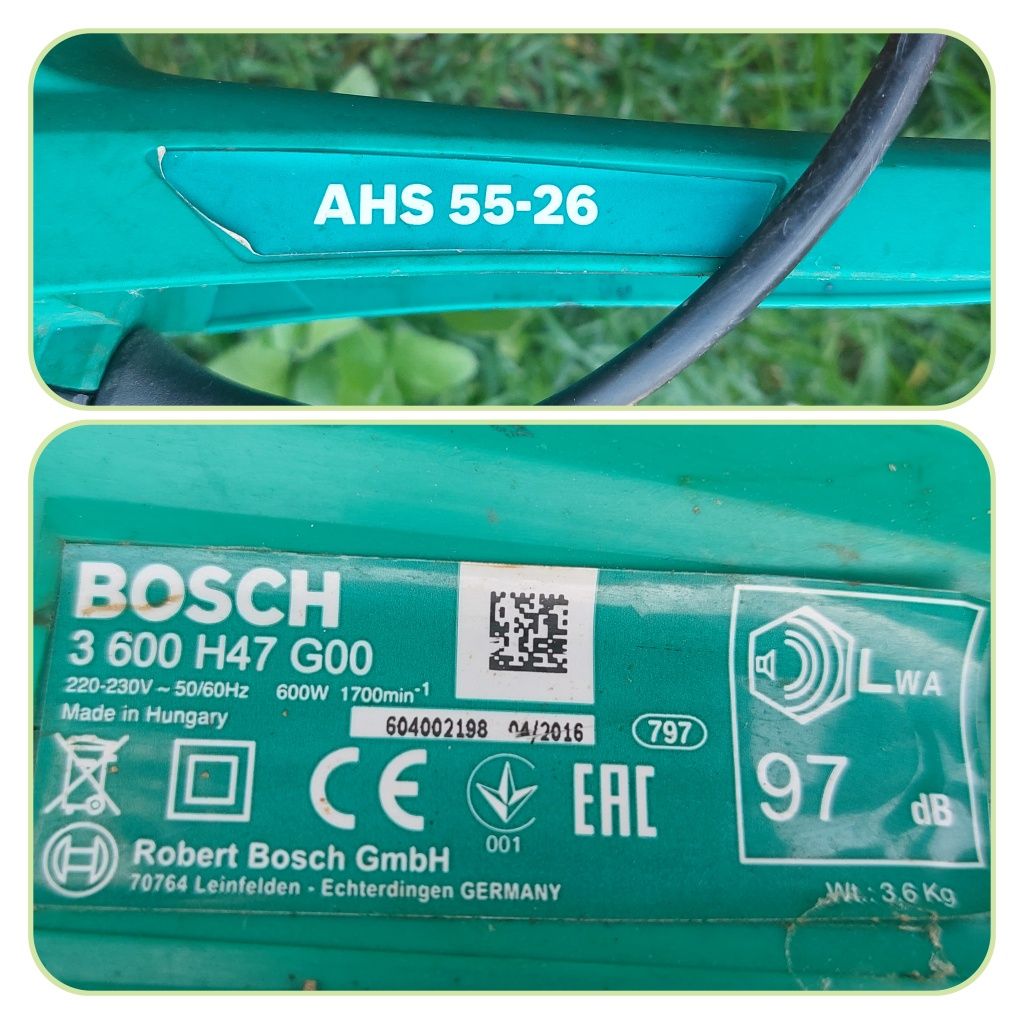 AHS 55-26
BOSCH
3 600 H47 G00
220-230V ~ 50/60Hz 600W 1700min⁻¹
Made in Hungary
604002198 04/2016
797
LWA
97 dB
CE
001
EAC
Robert Bosch GmbH
70764 Leinfelden - Echterdingen GERMANY
Wt.: 3,6 Kg